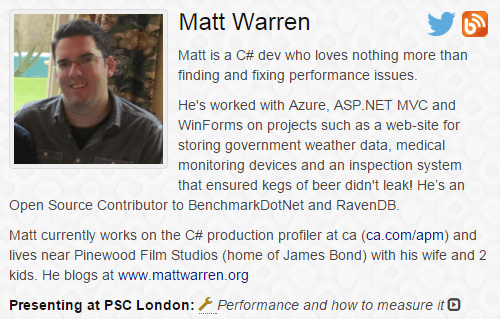 Matt Warren
Matt is a C# dev who loves nothing more than
finding and fixing performance issues.
He's worked with Azure, ASP.NET MVC and
WinForms on projects such as a web-site for
storing government weather data, medical
monitoring devices and an inspection system
that ensured kegs of beer didn't leak! He’s an
Open Source Contributor to BenchmarkDotNet and RavenDB.
Matt currently works on the C# production profiler at ca (ca.com/apm) and
lives near Pinewood Film Studios (home of James Bond) with his wife and 2
kids. He blogs at www.mattwarren.org
Presenting at PSC London: Performance and how to measure it